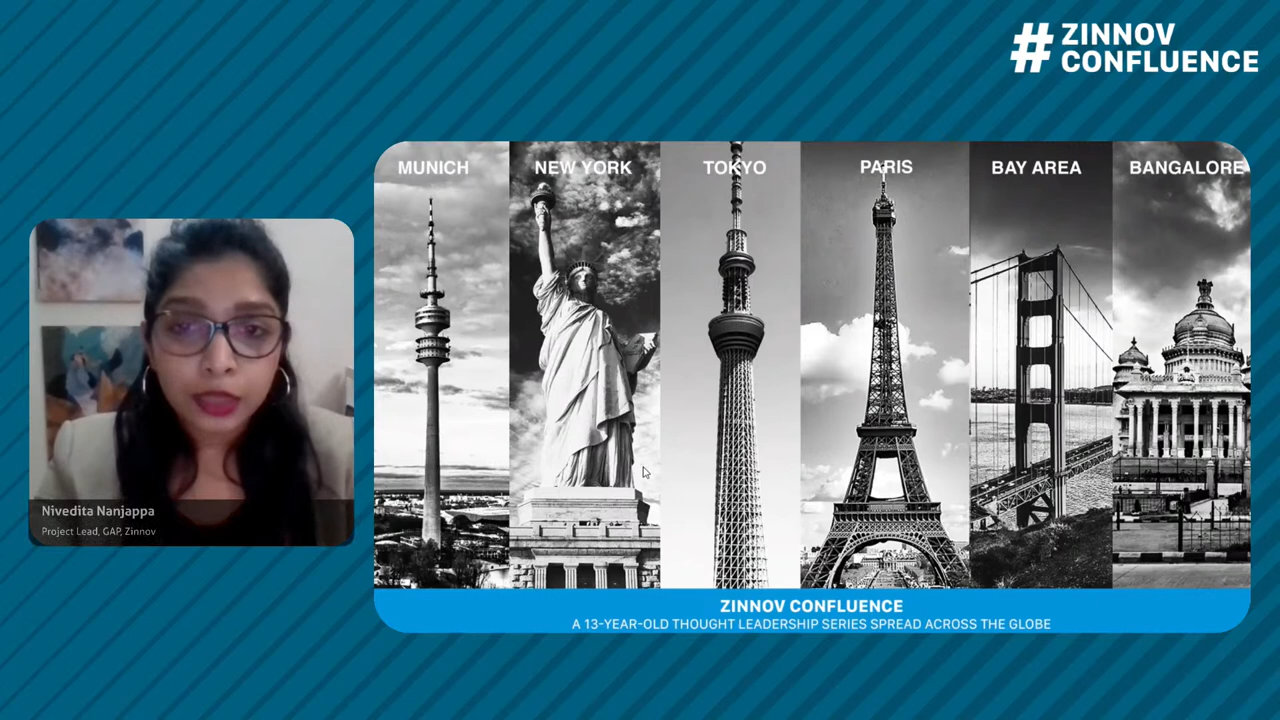 # ZINNOV
CONFLUENCE
MUNICH
NEW YORK
TOKYO
PARIS
BAY AREA
BANGALORE
Nivedita Nanjappa
Project Lead, GAP, Zinnov
ZINNOV CONFLUENCE
A 13-YEAR-OLD THOUGHT LEADERSHIP SERIES SPREAD ACROSS THE GLOBE